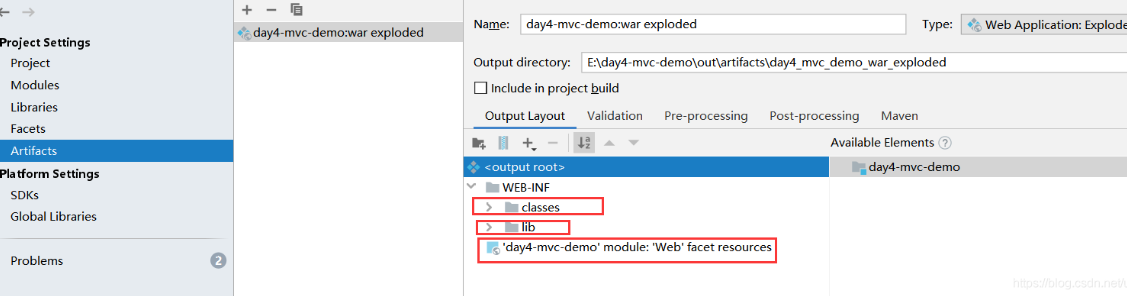 Project Settings
Project
Modules
Libraries
Facets
Artifacts
Platform Settings
SDKs
Global Libraries
Problems 2
day4-mvc-demo:war exploded
Name: day4-mvc-demo:war exploded Type: Web Application: Explode
Output directory: E:\day4-mvc-demo\out\artifacts\day4_mvc_demo_war_exploded
Include in project build
Output Layout Validation Pre-processing Post-processing Maven
Available Elements ?
<output root>
WEB-INF
classes
lib
'day4-mvc-demo' module: 'Web' facet resources
day4-mvc-demo
https://blog.csdn.net/